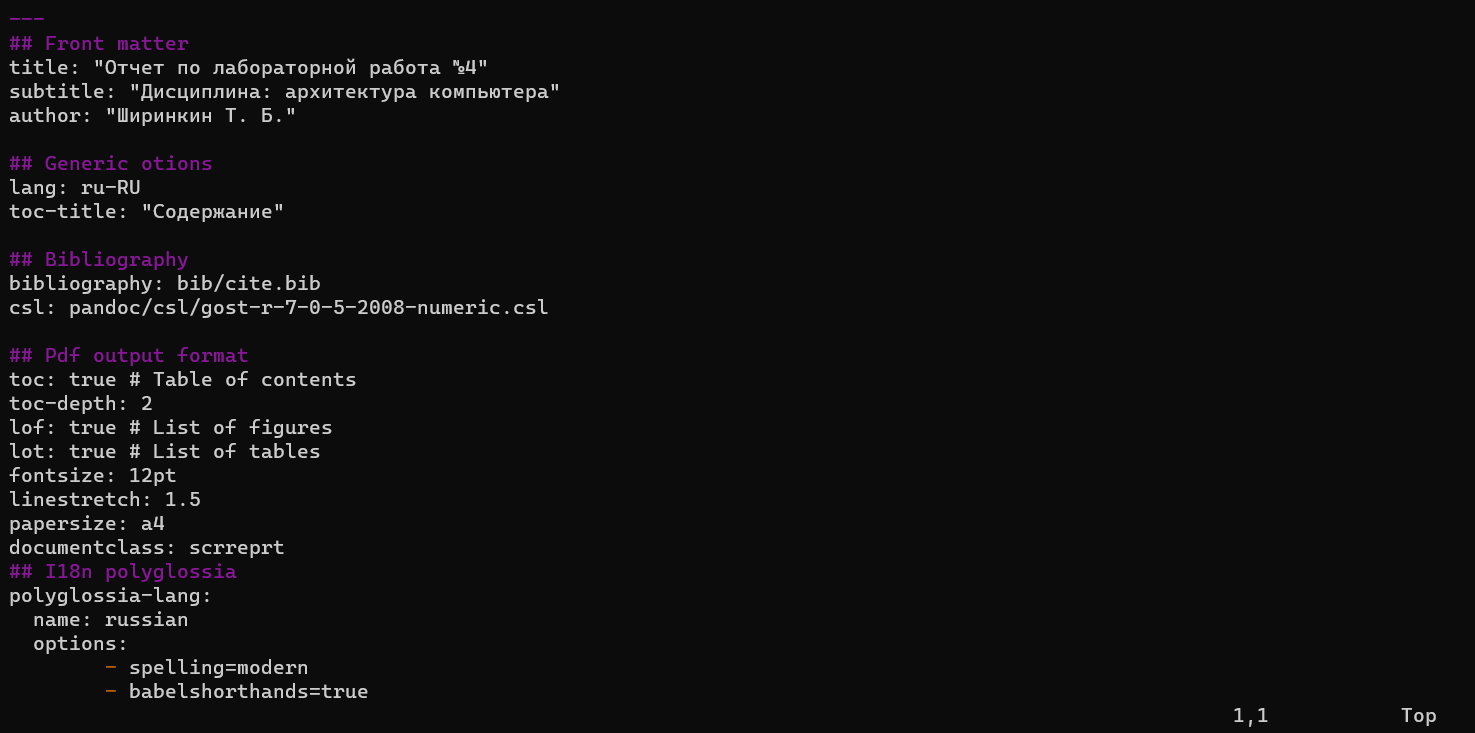 ---
## Front matter
title: "Отчет по лабораторной работа №4"
subtitle: "Дисциплина: архитектура компьютера"
author: "Ширинкин Т. Б."

## Generic otions
lang: ru-RU
toc-title: "Содержание"

## Bibliography
bibliography: bib/cite.bib
csl: pandoc/csl/gost-r-7-0-5-2008-numeric.csl

## Pdf output format
toc: true # Table of contents
toc-depth: 2
lof: true # List of figures
lot: true # List of tables
fontsize: 12pt
linestretch: 1.5
papersize: a4
documentclass: scrreprt
## I18n polyglossia
polyglossia-lang:
  name: russian
  options:
        - spelling=modern
        - babelshorthands=true
1,1 Top